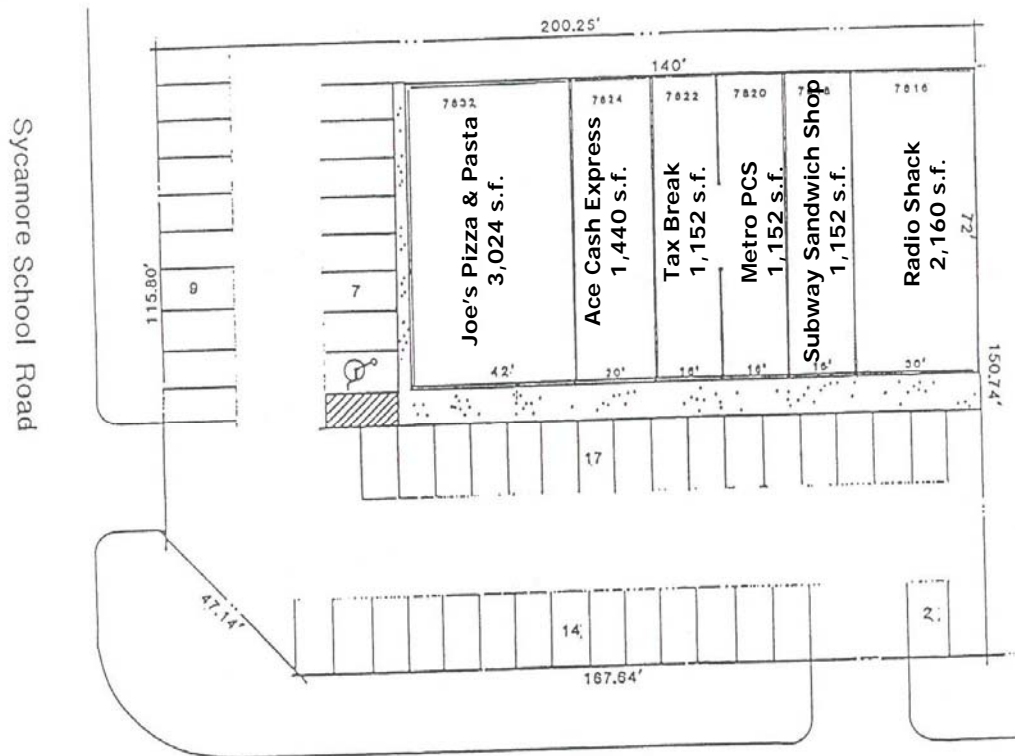 200.25'
140'
7832
7824
7822
7820
7816
Joe's Pizza & Pasta
3,024 s.f.
Ace Cash Express
1,440 s.f.
Tax Break
1,152 s.f.
Metro PCS
1,152 s.f.
Subway Sandwich Shop
1,152 s.f.
Radio Shack
2,160 s.f.
72'
42'
20'
16'
16'
16'
30'
Sycamore School Road
115.80'
9
7
150.74'
17
47.14'
14
2
167.64'